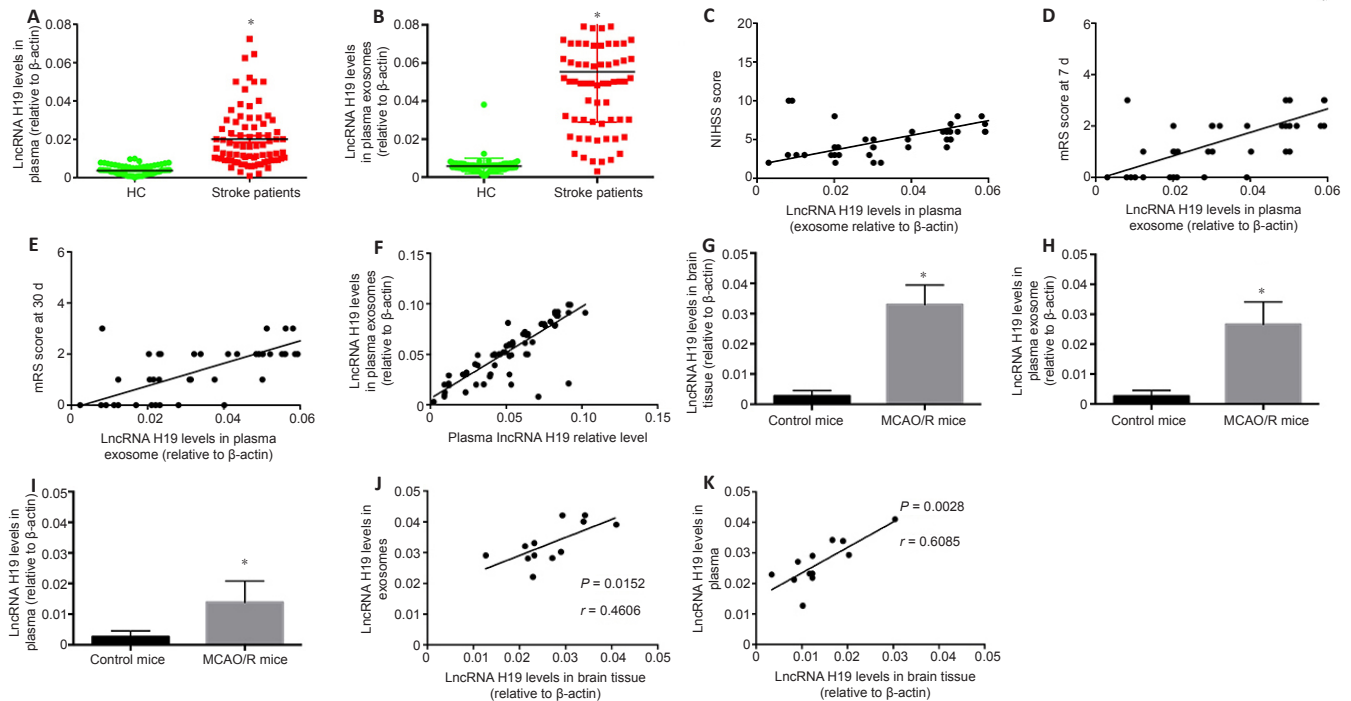 A
LncRNA H19 levels in
plasma (relative to β-actin)
0.08
0.06
0.04
0.02
0
*
HC
Stroke patients
B
LncRNA H19 levels
in plasma exosomes
(relative to β-actin)
0.08
0.06
0.04
0.02
0
*
HC
Stroke patients
C
NIHSS score
20
15
10
5
0
0
0.02
0.04
0.06
LncRNA H19 levels in plasma
(exosome relative to β-actin)
D
mRS score at 7 d
6
4
2
0
0
0.02
0.04
0.06
LncRNA H19 levels in plasma
exosome (relative to β-actin)
E
mRS score at 30 d
6
4
2
0
0
0.02
0.04
0.06
LncRNA H19 levels in plasma
exosome (relative to β-actin)
F
LncRNA H19 levels
in plasma exosomes
(relative to β-actin)
0.15
0.10
0.05
0
0
0.05
0.10
0.15
Plasma lncRNA H19 relative level
G
LncRNA H19 levels in brain
tissue (relative to β-actin)
0.05
0.04
0.03
0.02
0.01
0
*
Control mice
MCAO/R mice
H
LncRNA H19 levels in
plasma exosome
(relative to β-actin)
0.05
0.04
0.03
0.02
0.01
0
*
Control mice
MCAO/R mice
I
LncRNA H19 levels in
plasma (relative to β-actin)
0.05
0.04
0.03
0.02
0.01
0
*
Control mice
MCAO/R mice
J
LncRNA H19 levels in
exosomes
0.05
0.04
0.03
0.02
0.01
0
P = 0.0152
r = 0.4606
0
0.01
0.02
0.03
0.04
0.05
LncRNA H19 levels in brain tissue
(relative to β-actin)
K
LncRNA H19 levels in
plasma
0.05
0.04
0.03
0.02
0.01
0
P = 0.0028
r = 0.6085
0
0.01
0.02
0.03
0.04
0.05
LncRNA H19 levels in brain tissue
(relative to β-actin)